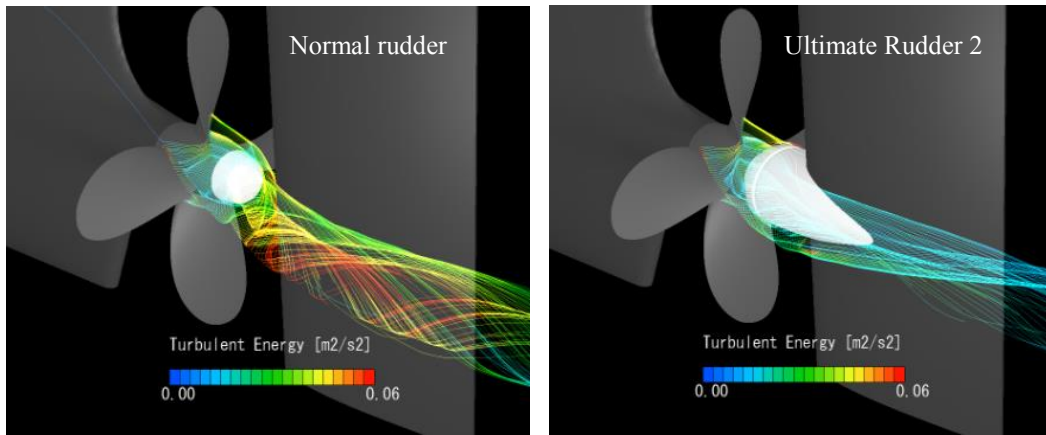 Normal rudder
Turbulent Energy [m2/s2]
0.00 0.06
Ultimate Rudder 2
Turbulent Energy [m2/s2]
0.00 0.06